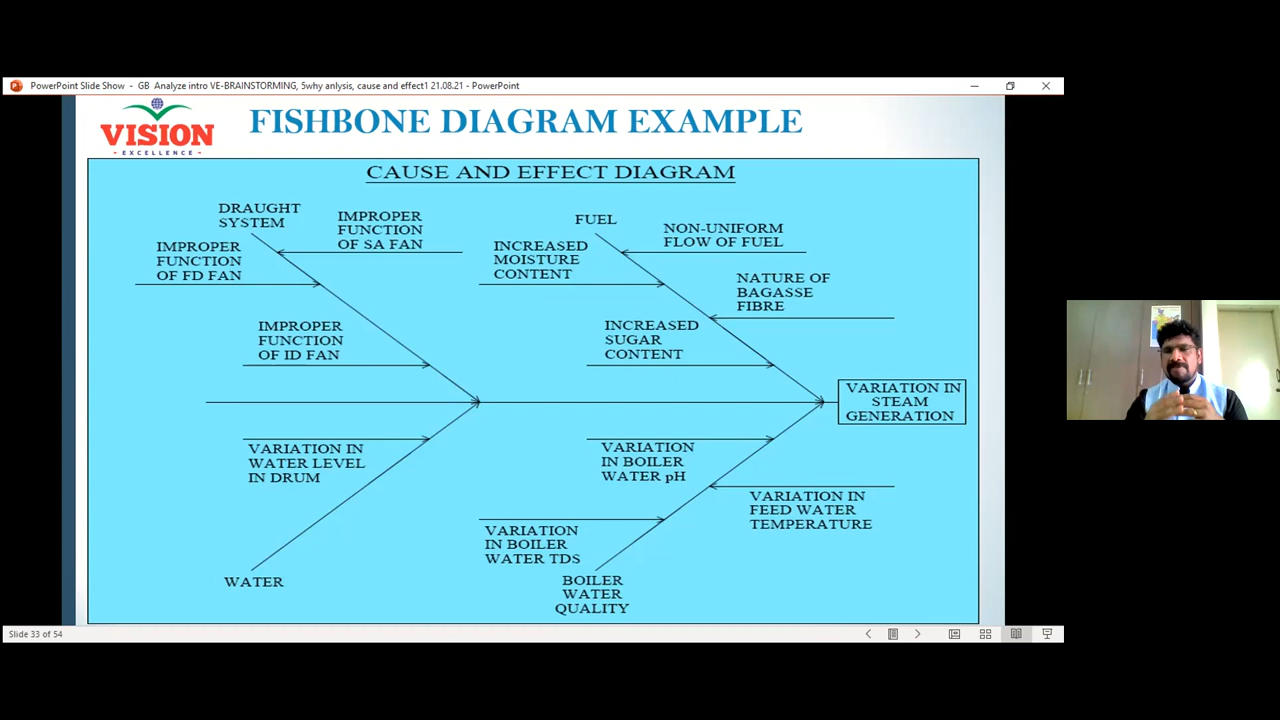 PowerPoint Slide Show - GB Analyze intro VE-BRAINSTORMING, 5why anlysis, cause and effect1 21.08.21 - PowerPoint
VISION
- EXCELLENCE -
FISHBONE DIAGRAM EXAMPLE
CAUSE AND EFFECT DIAGRAM
DRAUGHT
SYSTEM
IMPROPER
FUNCTION
OF SA FAN
IMPROPER
FUNCTION
OF FD FAN
IMPROPER
FUNCTION
OF ID FAN
FUEL
NON-UNIFORM
FLOW OF FUEL
INCREASED
MOISTURE
CONTENT
NATURE OF
BAGASSE
FIBRE
INCREASED
SUGAR
CONTENT
VARIATION IN
STEAM
GENERATION
VARIATION IN
WATER LEVEL
IN DRUM
WATER
VARIATION
IN BOILER
WATER pH
VARIATION IN
FEED WATER
TEMPERATURE
VARIATION
IN BOILER
WATER TDS
BOILER
WATER
QUALITY
Slide 33 of 54